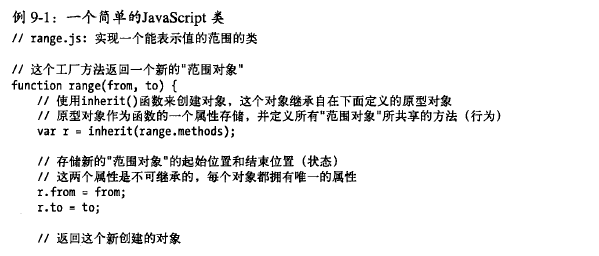 例 9-1：一个简单的JavaScript 类
// range.js: 实现一个能表示值的范围的类
// 这个工厂方法返回一个新的"范围对象"
function range(from, to) {
// 使用inherit()函数来创建对象，这个对象继承自在下面定义的原型对象
// 原型对象作为函数的一个属性存储，并定义所有"范围对象"所共享的方法（行为）
var r = inherit(range.methods);
// 存储新的"范围对象"的起始位置和结束位置（状态）
// 这两个属性是不可继承的，每个对象都拥有唯一的属性
r.from = from;
r.to = to;
// 返回这个新创建的对象